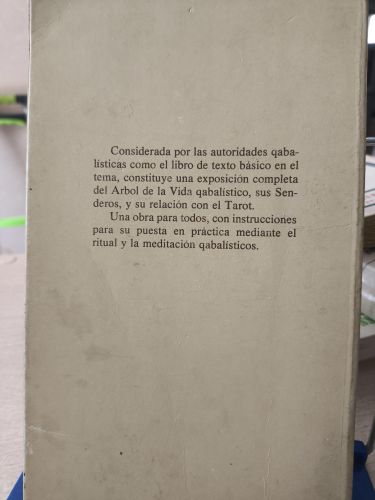 Considerada por las autoridades qaba-
lísticas como el libro de texto básico en el
tema, constituye una exposición completa
del Arbol de la Vida qabalístico, sus Sen-
deros, y su relación con el Tarot.
Una obra para todos, con instrucciones
para su puesta en práctica mediante el
ritual y la meditación qabalísticos.